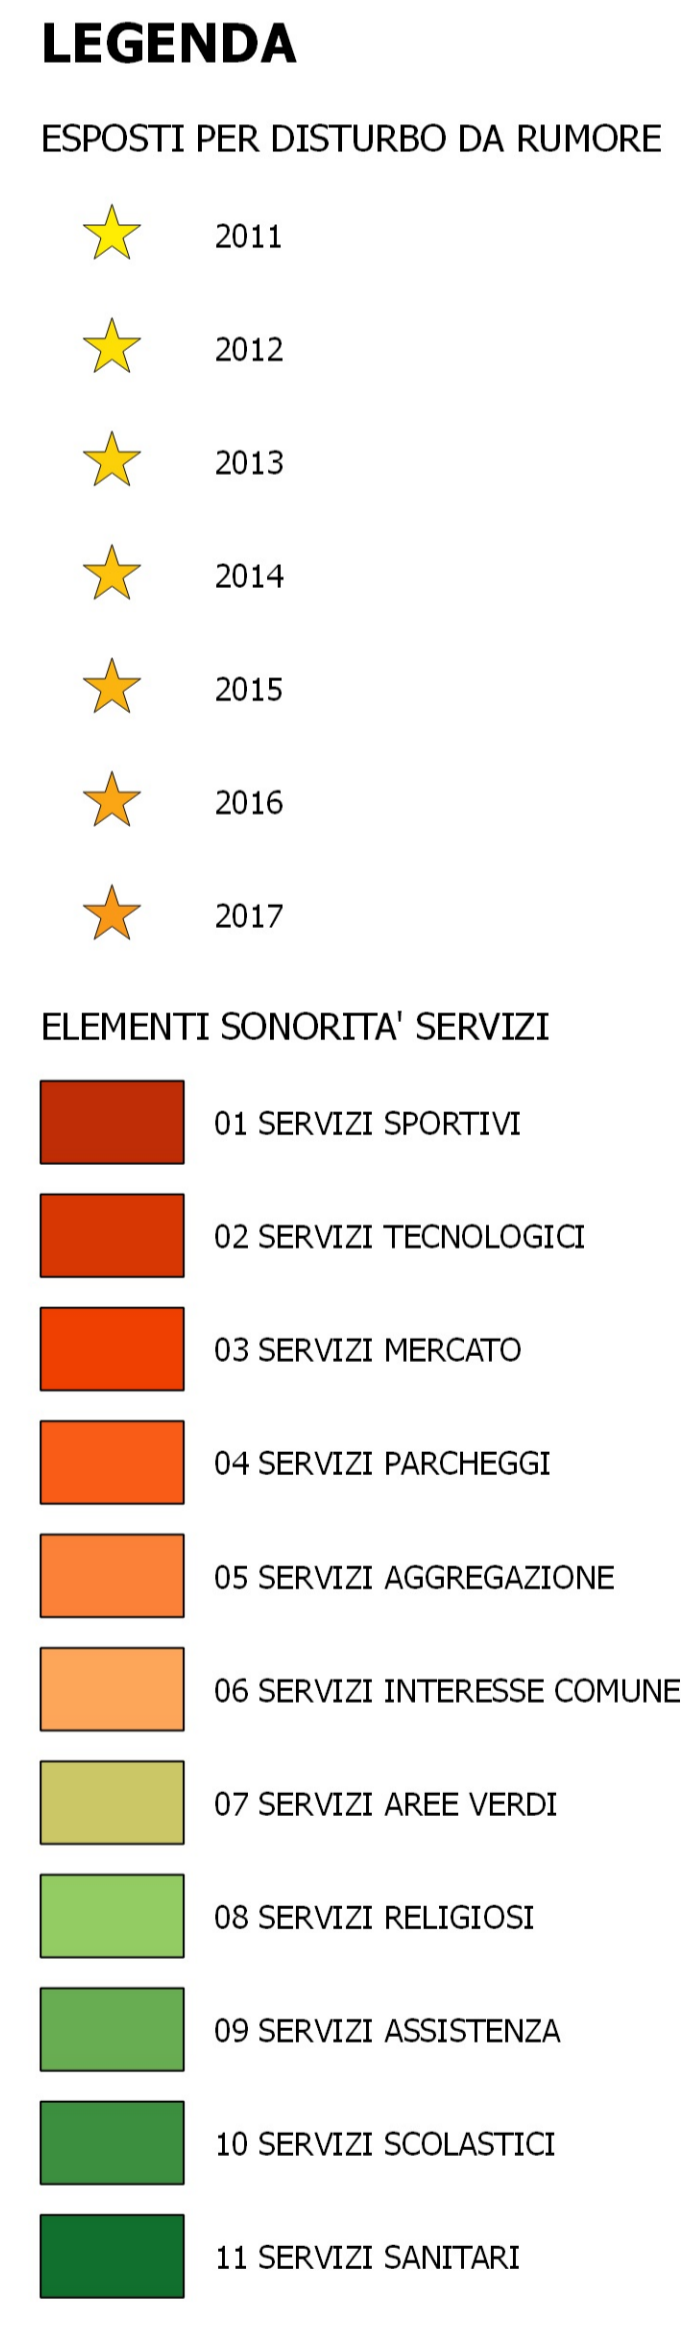 LEGENDA
ESPOSTI PER DISTURBO DA RUMORE
2011
2012
2013
2014
2015
2016
2017
ELEMENTI SONORITA' SERVIZI
01 SERVIZI SPORTIVI
02 SERVIZI TECNOLOGICI
03 SERVIZI MERCATO
04 SERVIZI PARCHEGGI
05 SERVIZI AGGREGAZIONE
06 SERVIZI INTERESSE COMUNE
07 SERVIZI AREE VERDI
08 SERVIZI RELIGIOSI
09 SERVIZI ASSISTENZA
10 SERVIZI SCOLASTICI
11 SERVIZI SANITARI